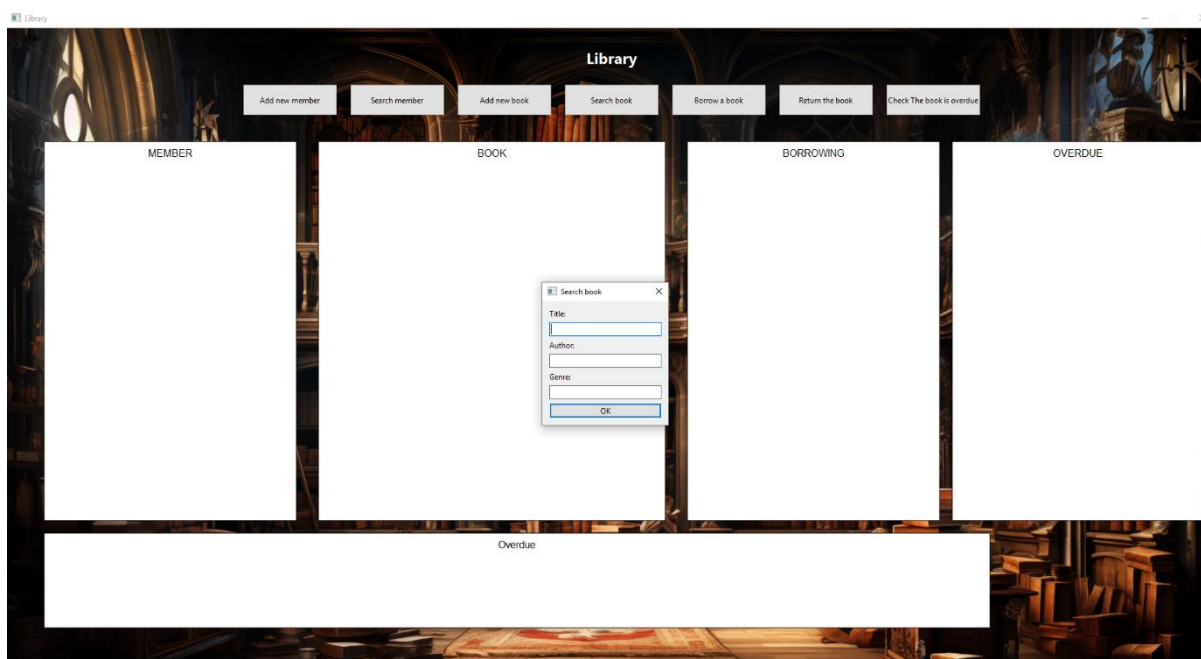 Library
Library
Add new member Search member Add new book Search book Borrow a book Return the book Check The book is overdue
MEMBER BOOK BORROWING OVERDUE
Search book
Title:
Author:
Genre:
OK
Overdue